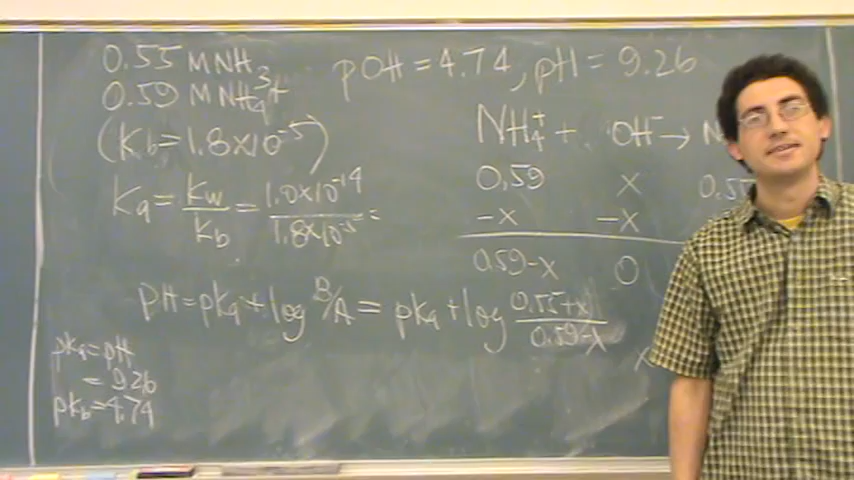 0.55 M NH3
0.59 M NH4+
(Kb = 1.8x10^-5)
Ka = Kw/Kb = 1.0x10^-14/1.8x10^-5 =
pOH = 4.74, pH = 9.26
NH4+ + OH- → N
0.59 x 0.55
-x -x
0.59-x 0
pH = pKa + log B/A = pKa + log 0.55+x/0.59-x
x
pKa = pH
= 9.26
pKb = 4.74